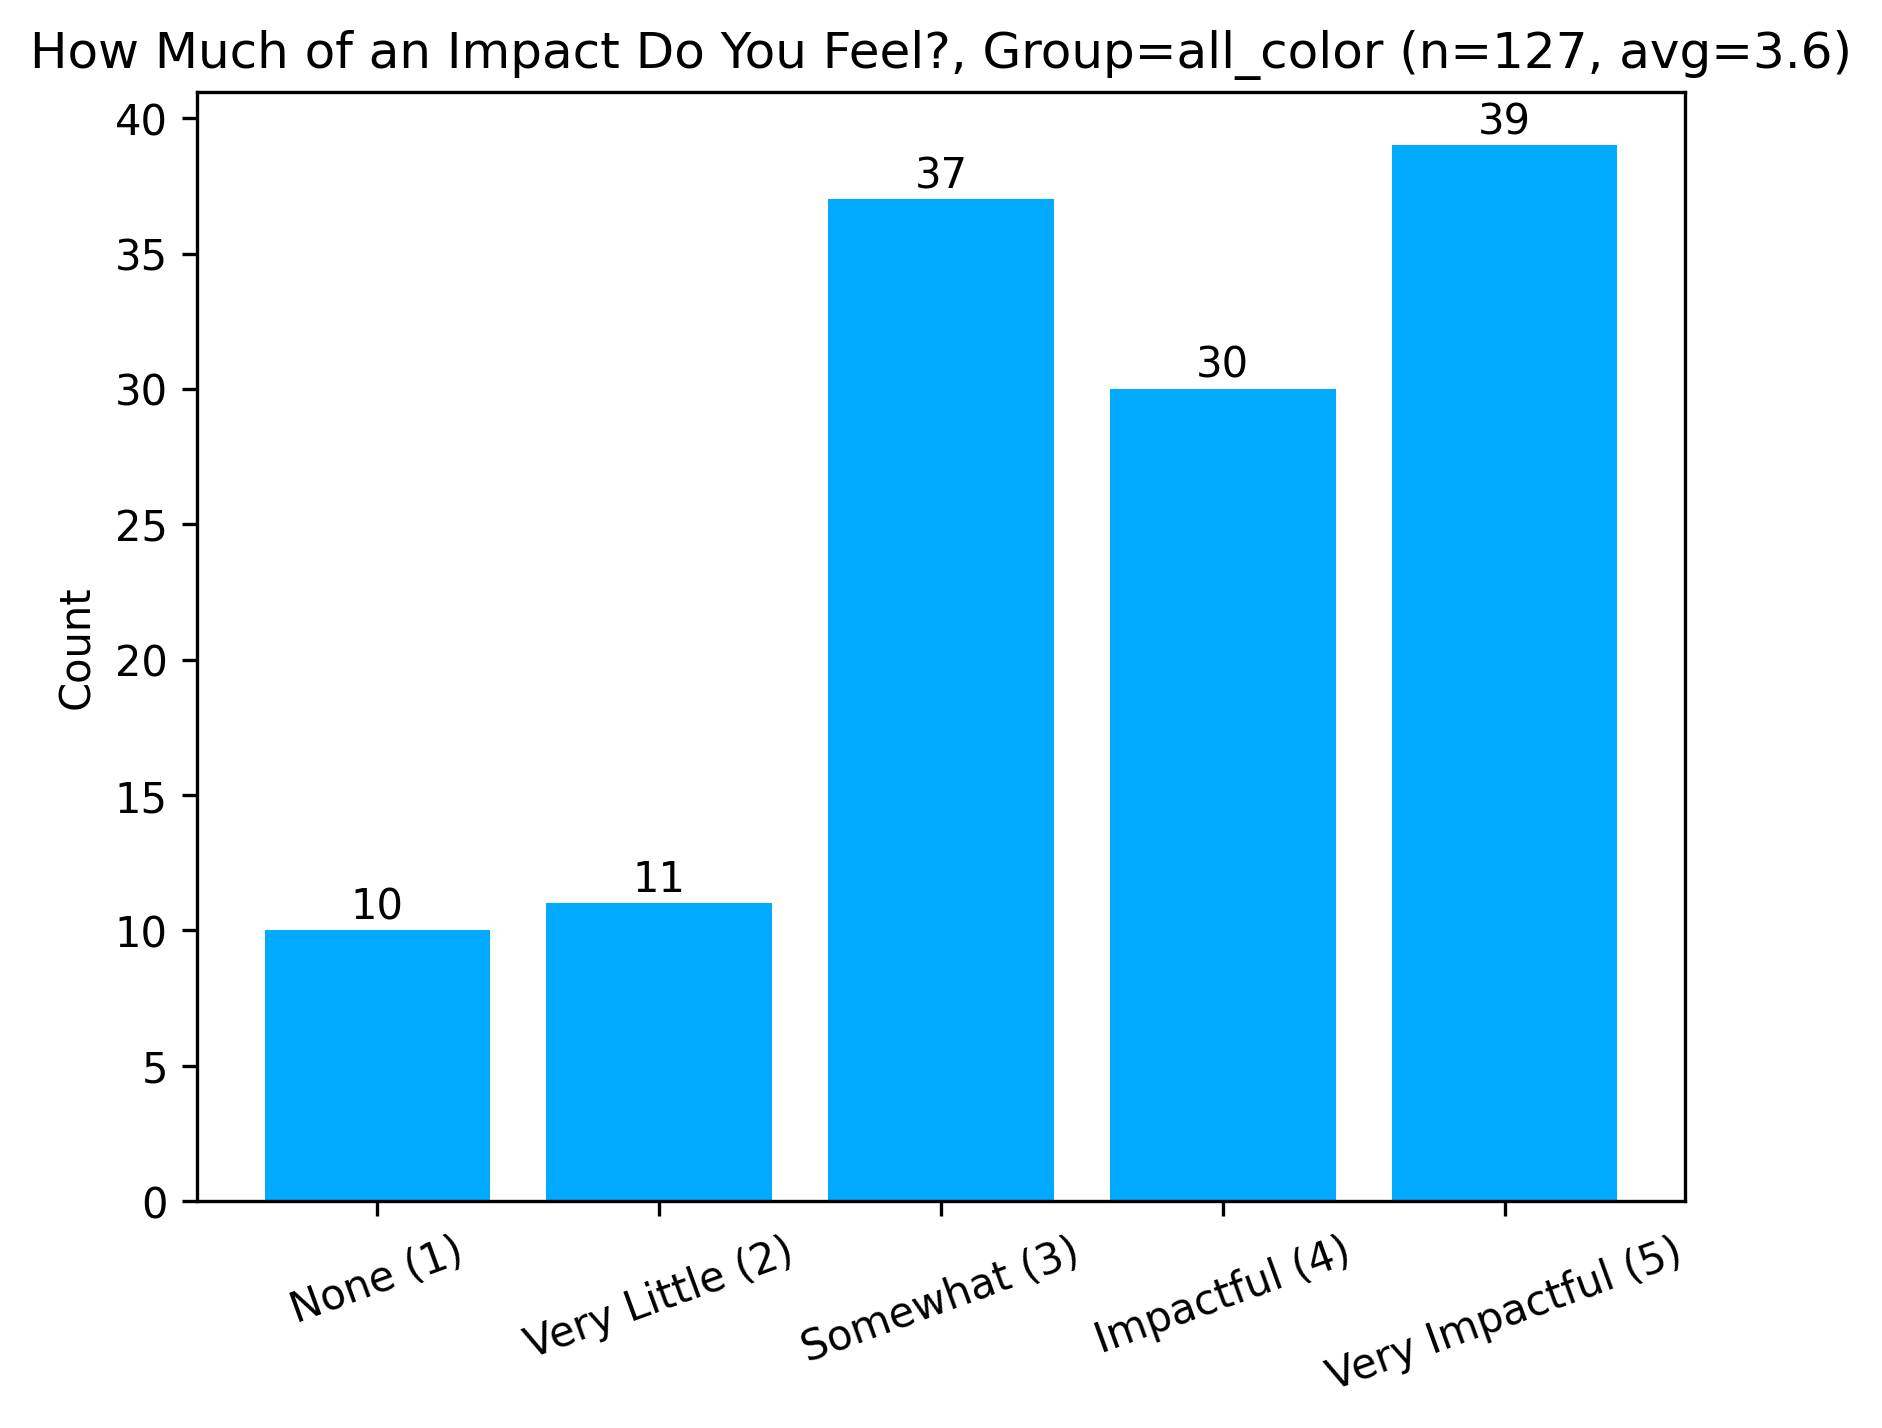 How Much of an Impact Do You Feel?, Group=all_color (n=127, avg=3.6)
40
35
30
25
20
15
10
5
0
Count
10
11
37
30
39
None (1)
Very Little (2)
Somewhat (3)
Impactful (4)
Very Impactful (5)